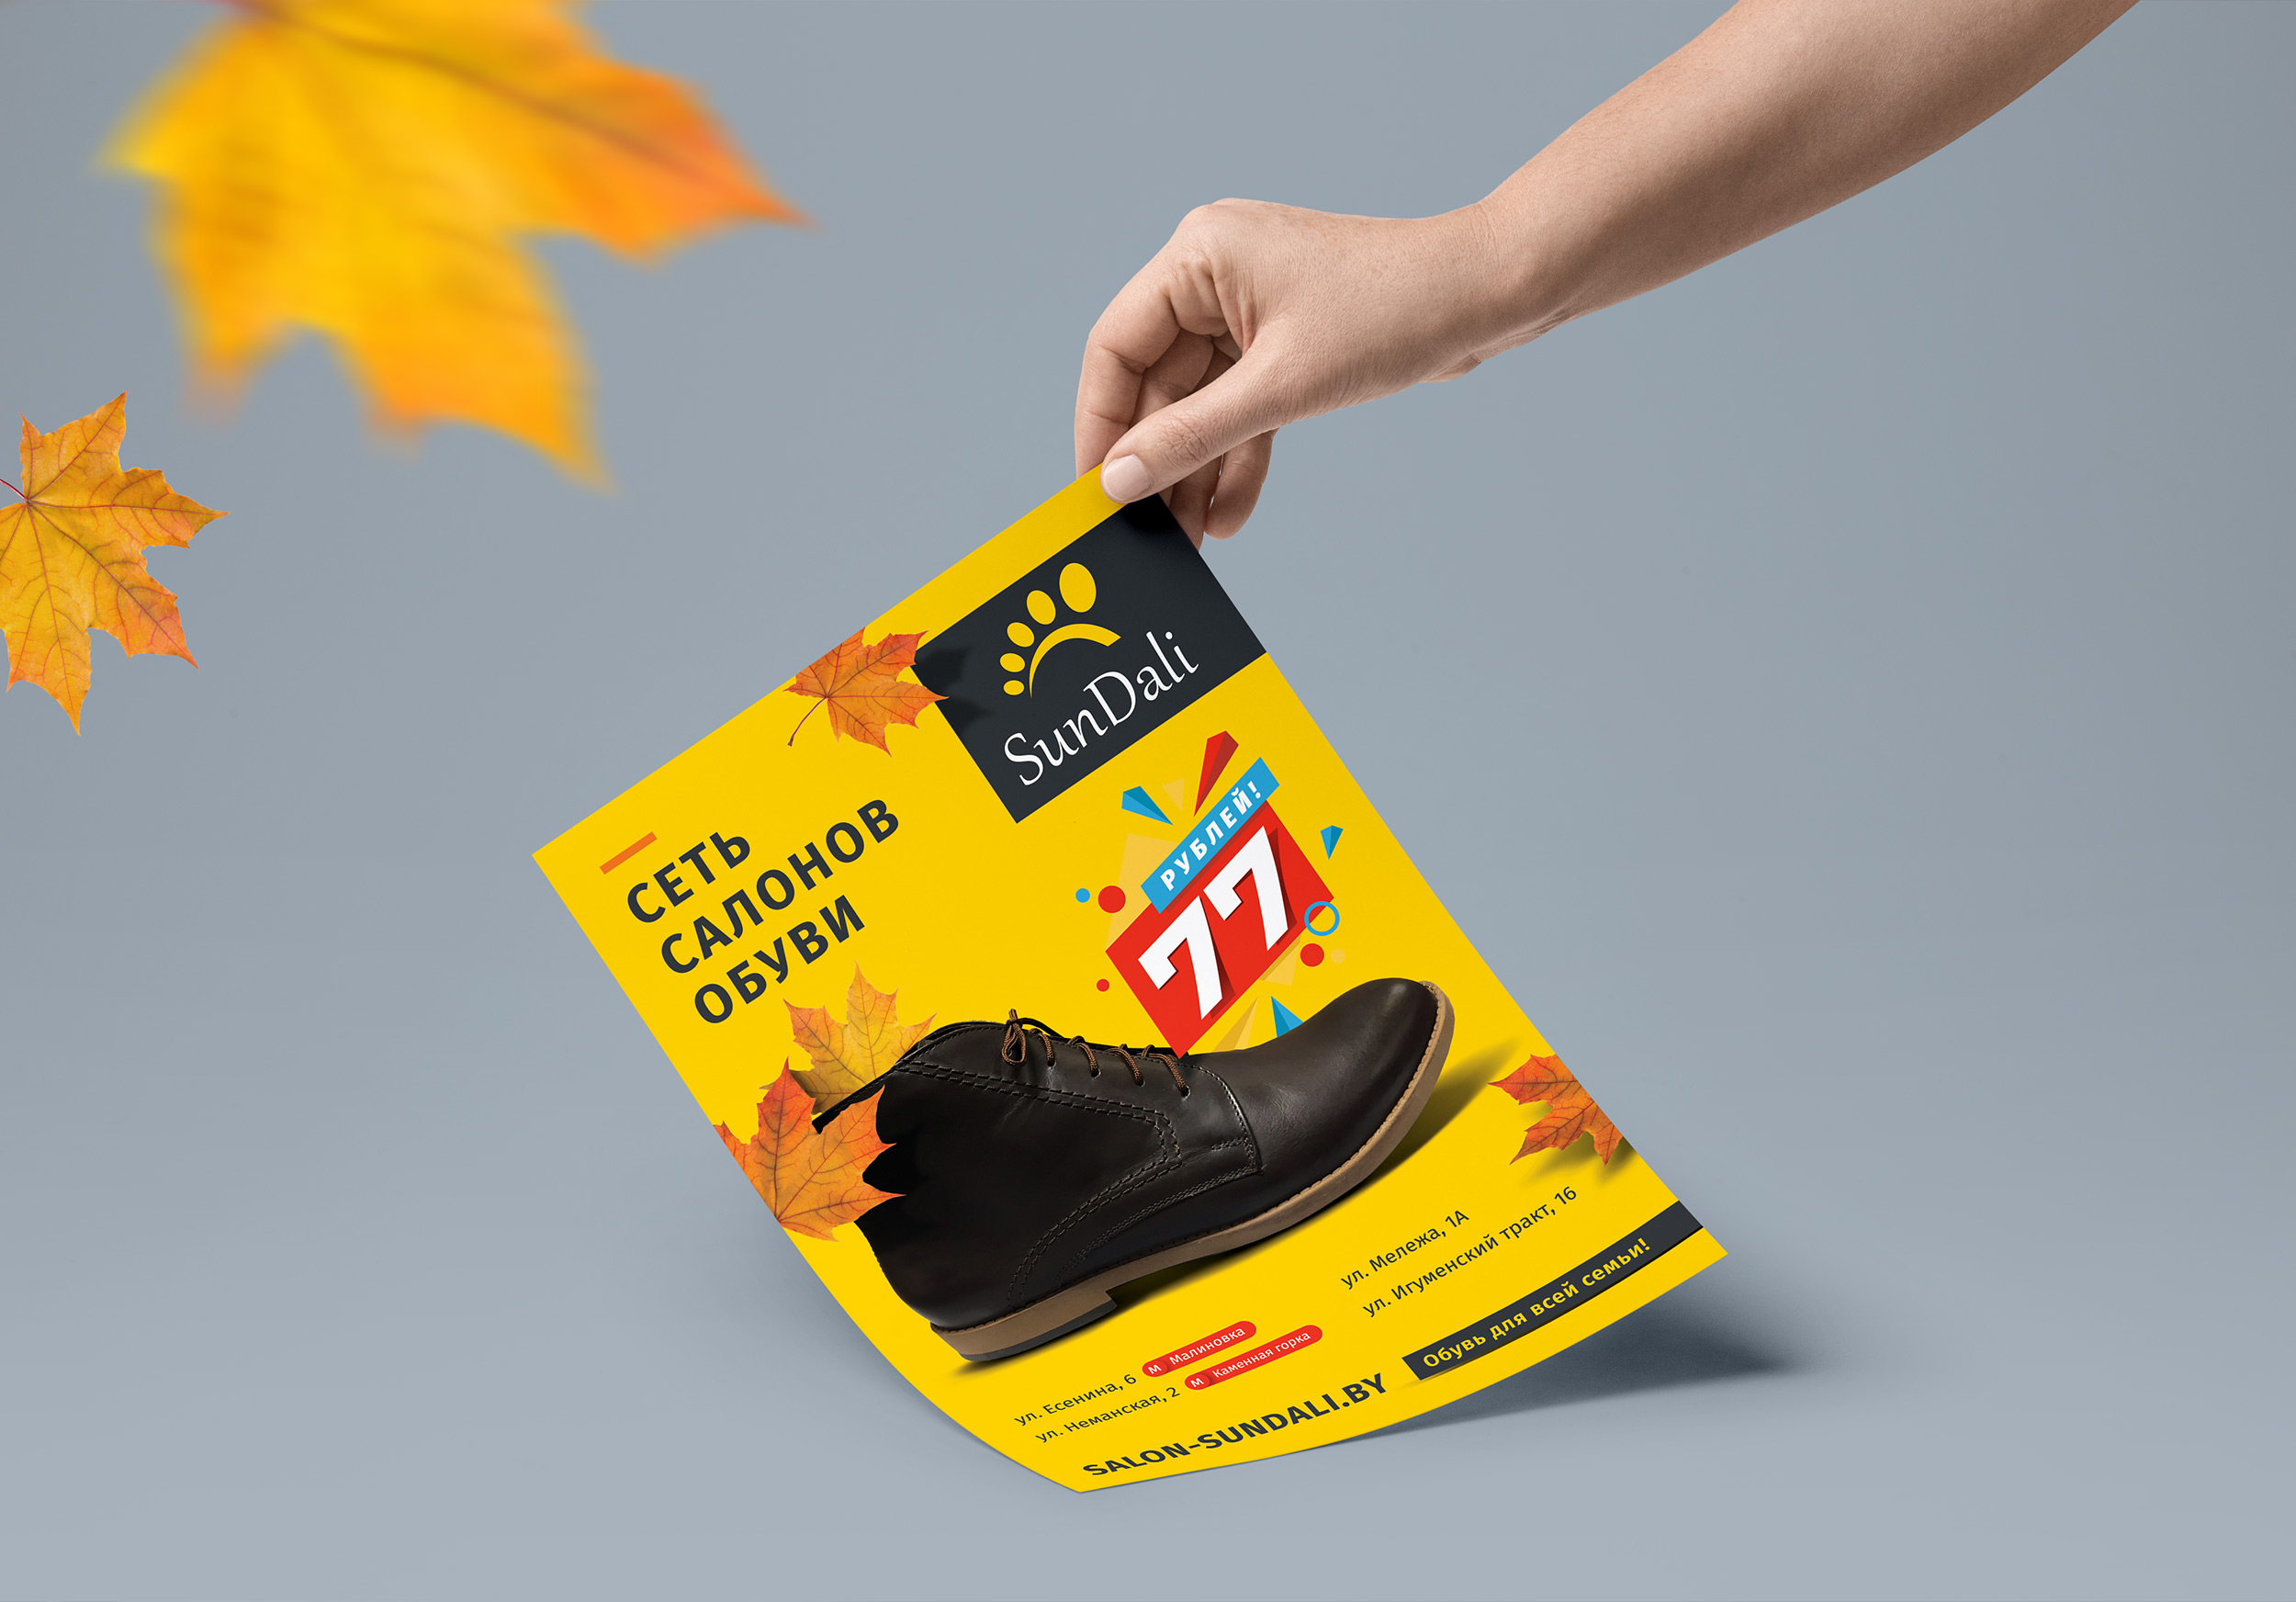 SunDali
СЕТЬ
САЛОНОВ
ОБУВИ
РУБЛЕЙ!
77
ул. Есенина, 6 М Малиновка
ул. Неманская, 2 М Каменная горка
ул. Мележа, 1А
ул. Игуменский тракт, 16
SALON-SUNDALI.BY
Обувь для всей семьи!